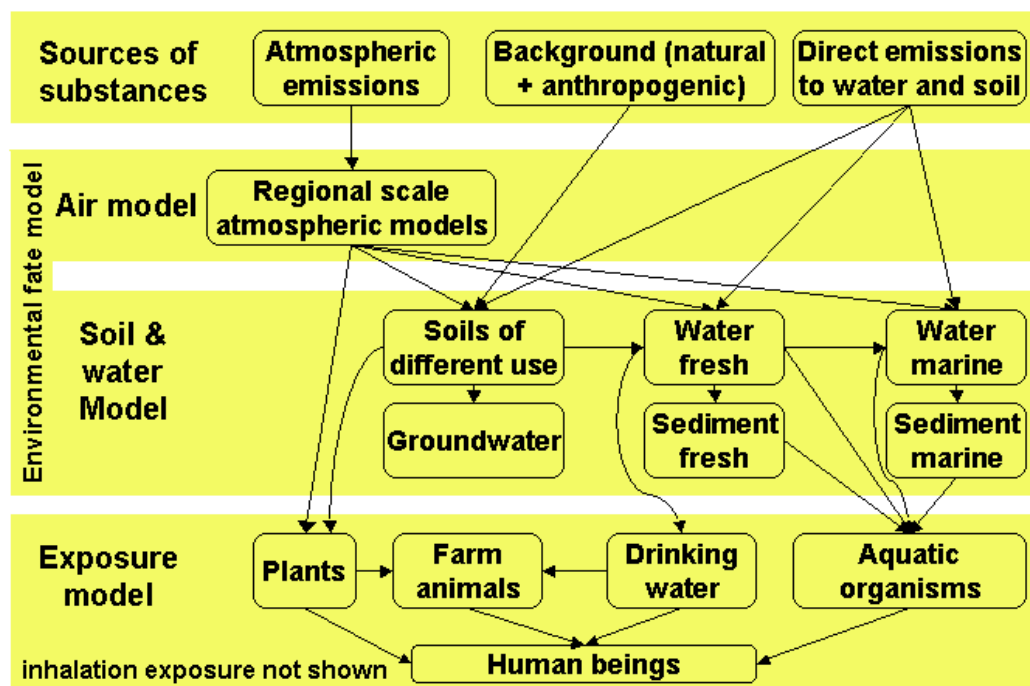 Sources of
substances
Atmospheric
emissions
Background (natural
+ anthropogenic)
Direct emissions
to water and soil
Environmental fate model
Air model
Regional scale
atmospheric models
Soil &
water
Model
Soils of
different use
Water
fresh
Water
marine
Groundwater
Sediment
fresh
Sediment
marine
Exposure
model
Plants
Farm
animals
Drinking
water
Aquatic
organisms
inhalation exposure not shown
Human beings